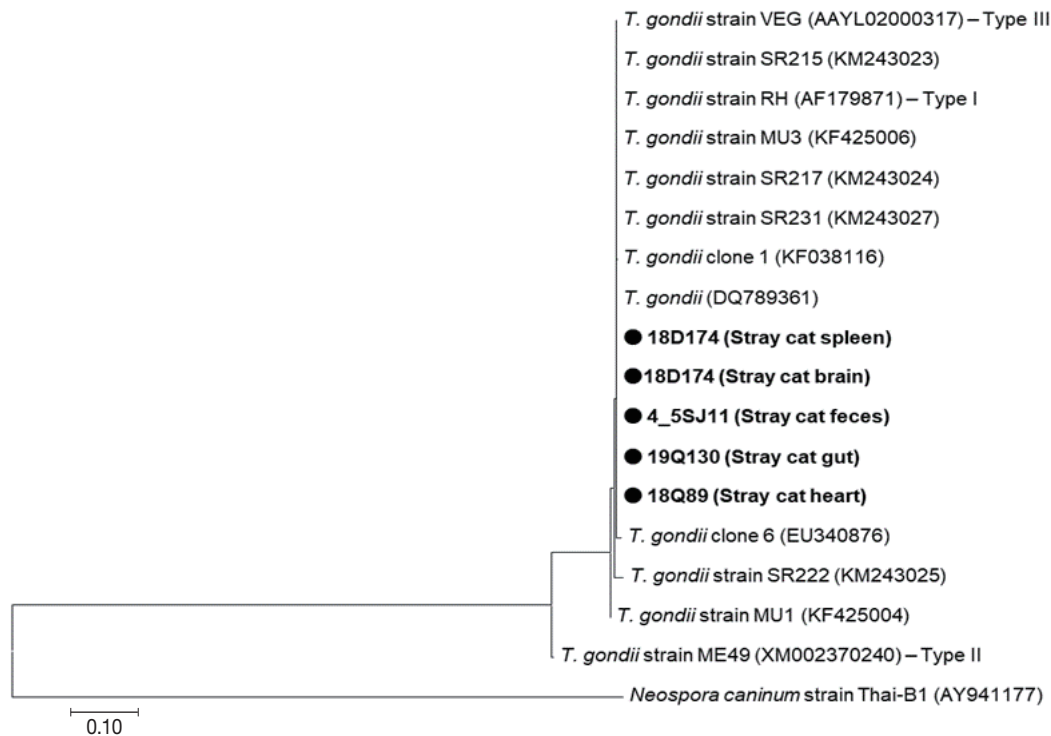 T. gondii strain VEG (AAYL02000317) – Type III
T. gondii strain SR215 (KM243023)
T. gondii strain RH (AF179871) – Type I
T. gondii strain MU3 (KF425006)
T. gondii strain SR217 (KM243024)
T. gondii strain SR231 (KM243027)
T. gondii clone 1 (KF038116)
T. gondii (DQ789361)
18D174 (Stray cat spleen)
18D174 (Stray cat brain)
4_5SJ11 (Stray cat feces)
19Q130 (Stray cat gut)
18Q89 (Stray cat heart)
T. gondii clone 6 (EU340876)
T. gondii strain SR222 (KM243025)
T. gondii strain MU1 (KF425004)
T. gondii strain ME49 (XM002370240) – Type II
Neospora caninum strain Thai-B1 (AY941177)
0.10